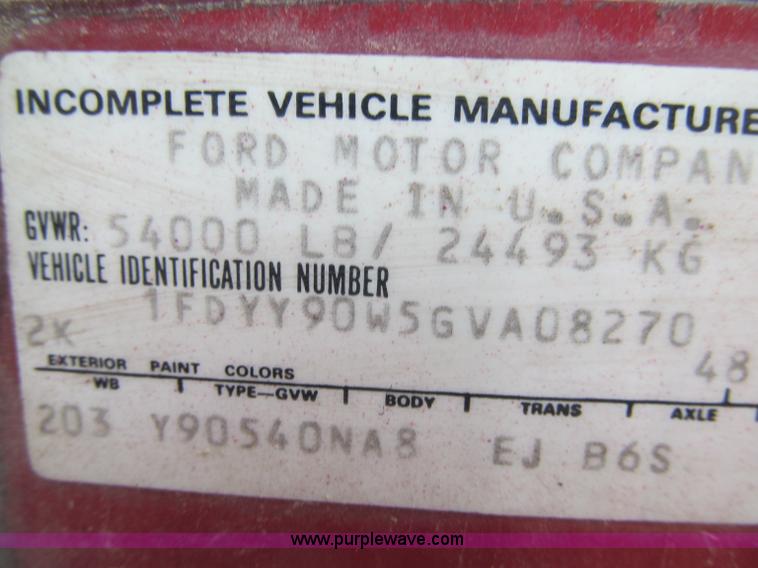 INCOMPLETE VEHICLE MANUFACTURE
FORD MOTOR COMPAN
MADE IN U.S.A.
GVWR: 54000 LB/ 24493 KG
VEHICLE IDENTIFICATION NUMBER
1FDYY90W5GVA08270
2K 48
EXTERIOR PAINT COLORS
WB TYPE-GVW BODY TRANS AXLE
203 Y90540NA8 EJ B6S
www.purplewave.com